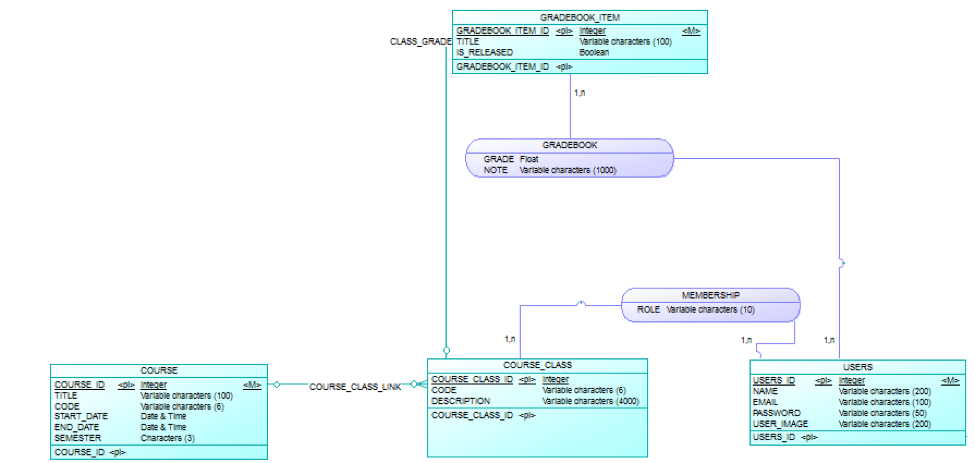 GRADEBOOK_ITEM
GRADEBOOK_ITEM_ID <pi> Integer <M>
TITLE Variable characters (100)
IS_RELEASED Boolean
GRADEBOOK_ITEM_ID <pi>
CLASS_GRADE
1,n
GRADEBOOK
GRADE Float
NOTE Variable characters (1000)
MEMBERSHIP
ROLE Variable characters (10)
1,n
1,n
1,n
COURSE
COURSE_ID <pi> Integer <M>
TITLE Variable characters (100)
CODE Variable characters (6)
START_DATE Date & Time
END_DATE Date & Time
SEMESTER Characters (3)
COURSE_ID <pi>
COURSE_CLASS_LINK
COURSE_CLASS
COURSE_CLASS_ID <pi> Integer
CODE Variable characters (6)
DESCRIPTION Variable characters (4000)
COURSE_CLASS_ID <pi>
USERS
USERS_ID <pi> Integer <M>
NAME Variable characters (200)
EMAIL Variable characters (100)
PASSWORD Variable characters (50)
USER_IMAGE Variable characters (200)
USERS_ID <pi>